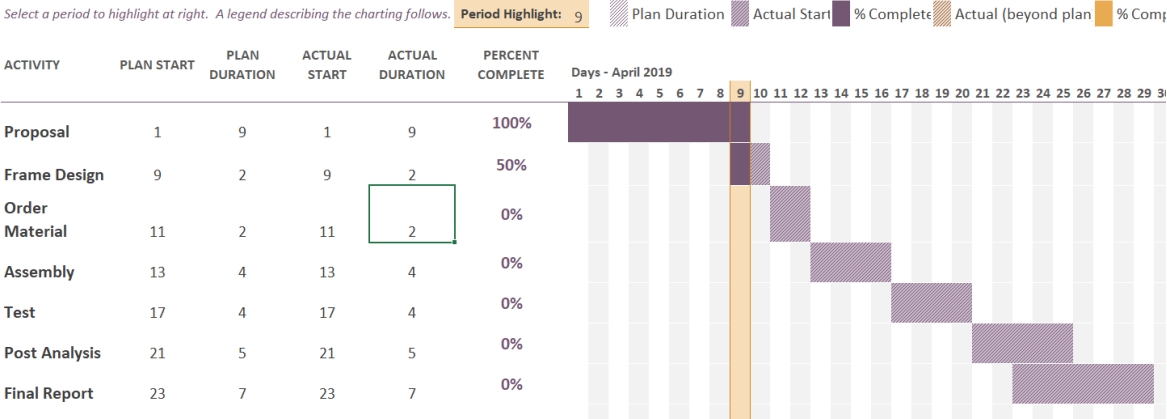 Select a period to highlight at right.  A legend describing the charting follows. Period Highlight: 9 Plan Duration Actual Start % Complete Actual (beyond plan % Comp
ACTIVITY PLAN START PLAN DURATION ACTUAL START ACTUAL DURATION PERCENT COMPLETE
Days - April 2019
1 2 3 4 5 6 7 8 9 10 11 12 13 14 15 16 17 18 19 20 21 22 23 24 25 26 27 28 29 30
Proposal 1 9 1 9 100%
Frame Design 9 2 9 2 50%
Order
Material 11 2 11 2 0%
Assembly 13 4 13 4 0%
Test 17 4 17 4 0%
Post Analysis 21 5 21 5 0%
Final Report 23 7 23 7 0%